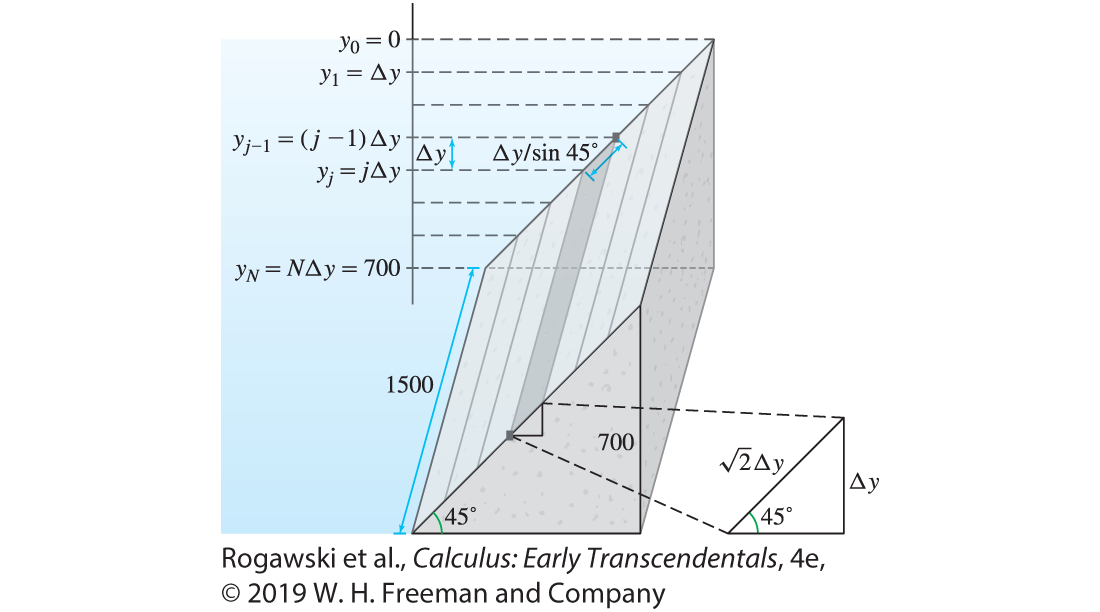 y₀ = 0
y₁ = Δy
yⱼ₋₁ = (j − 1) Δy
Δy
Δy/sin 45°
yⱼ = jΔy
y_N = NΔy = 700
1500
700
√2Δy
Δy
45°
45°
Rogawski et al., Calculus: Early Transcendentals, 4e,
© 2019 W. H. Freeman and Company